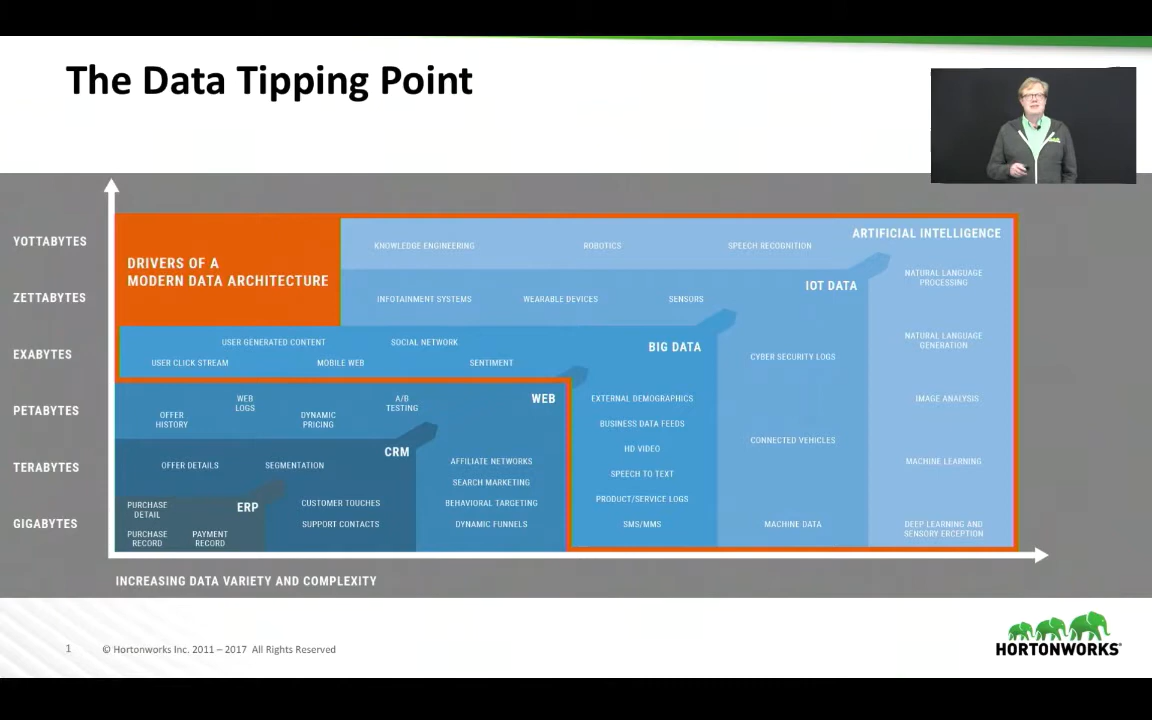 The Data Tipping Point
YOTTABYTES
ZETTABYTES
EXABYTES
PETABYTES
TERABYTES
GIGABYTES
DRIVERS OF A
MODERN DATA ARCHITECTURE
KNOWLEDGE ENGINEERING
ROBOTICS
SPEECH RECOGNITION
ARTIFICIAL INTELLIGENCE
NATURAL LANGUAGE
PROCESSING
NATURAL LANGUAGE
GENERATION
IMAGE ANALYSIS
MACHINE LEARNING
DEEP LEARNING AND
SENSORY ERCEPTION
INFOTAINMENT SYSTEMS
WEARABLE DEVICES
SENSORS
IOT DATA
CYBER SECURITY LOGS
CONNECTED VEHICLES
MACHINE DATA
USER GENERATED CONTENT
SOCIAL NETWORK
USER CLICK STREAM
MOBILE WEB
SENTIMENT
BIG DATA
EXTERNAL DEMOGRAPHICS
BUSINESS DATA FEEDS
HD VIDEO
SPEECH TO TEXT
PRODUCT/SERVICE LOGS
SMS/MMS
WEB
LOGS
A/B
TESTING
OFFER
HISTORY
DYNAMIC
PRICING
WEB
AFFILIATE NETWORKS
SEARCH MARKETING
BEHAVIORAL TARGETING
DYNAMIC FUNNELS
OFFER DETAILS
SEGMENTATION
CRM
CUSTOMER TOUCHES
SUPPORT CONTACTS
PURCHASE
DETAIL
ERP
PURCHASE
RECORD
PAYMENT
RECORD
INCREASING DATA VARIETY AND COMPLEXITY
1
© Hortonworks Inc. 2011 – 2017 All Rights Reserved
HORTONWORKS®